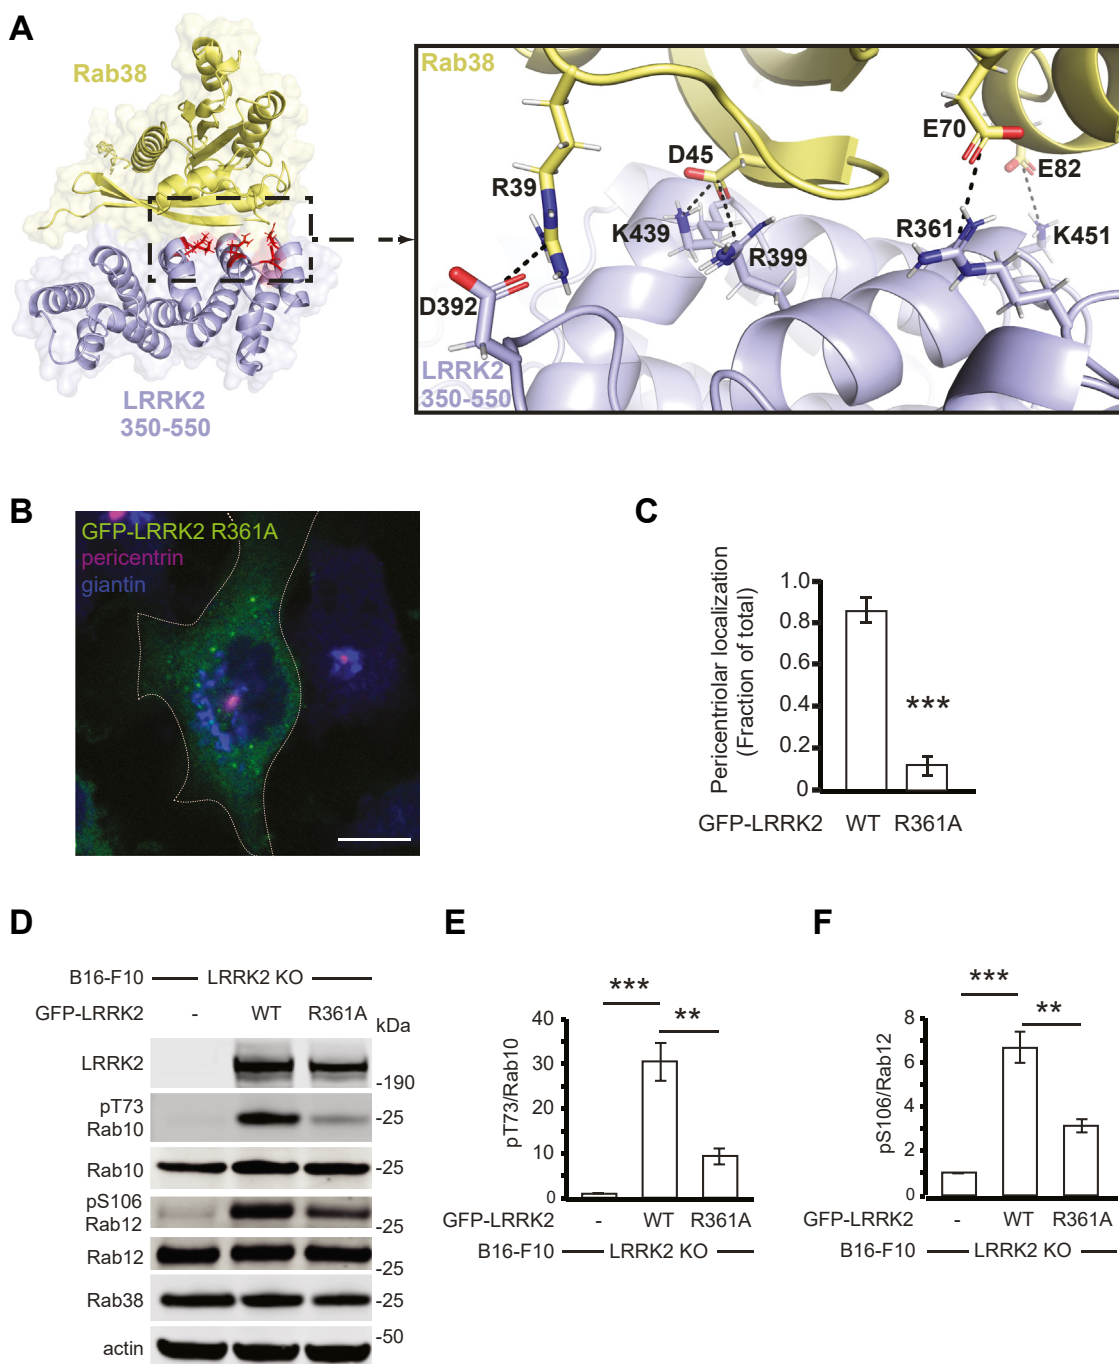 A
Rab38
LRRK2
350-550
Rab38
R39
D45
E70
E82
K439
R399
R361
K451
D392
LRRK2
350-550
B
GFP-LRRK2 R361A
pericentrin
giantin
C
Pericentriolar localization
(Fraction of total)
1.0
0.8
0.6
0.4
0.2
0
***
GFP-LRRK2 WT R361A
D
B16-F10 LRRK2 KO
GFP-LRRK2 - WT R361A
kDa
LRRK2
-190
pT73
Rab10
-25
Rab10
-25
pS106
Rab12
-25
Rab12
-25
Rab38
-25
-50
actin
E
***
**
pT73/Rab10
40
30
20
10
0
GFP-LRRK2 - WT R361A
B16-F10 LRRK2 KO
F
***
**
pS106/Rab12
8
6
4
2
0
GFP-LRRK2 - WT R361A
B16-F10 LRRK2 KO